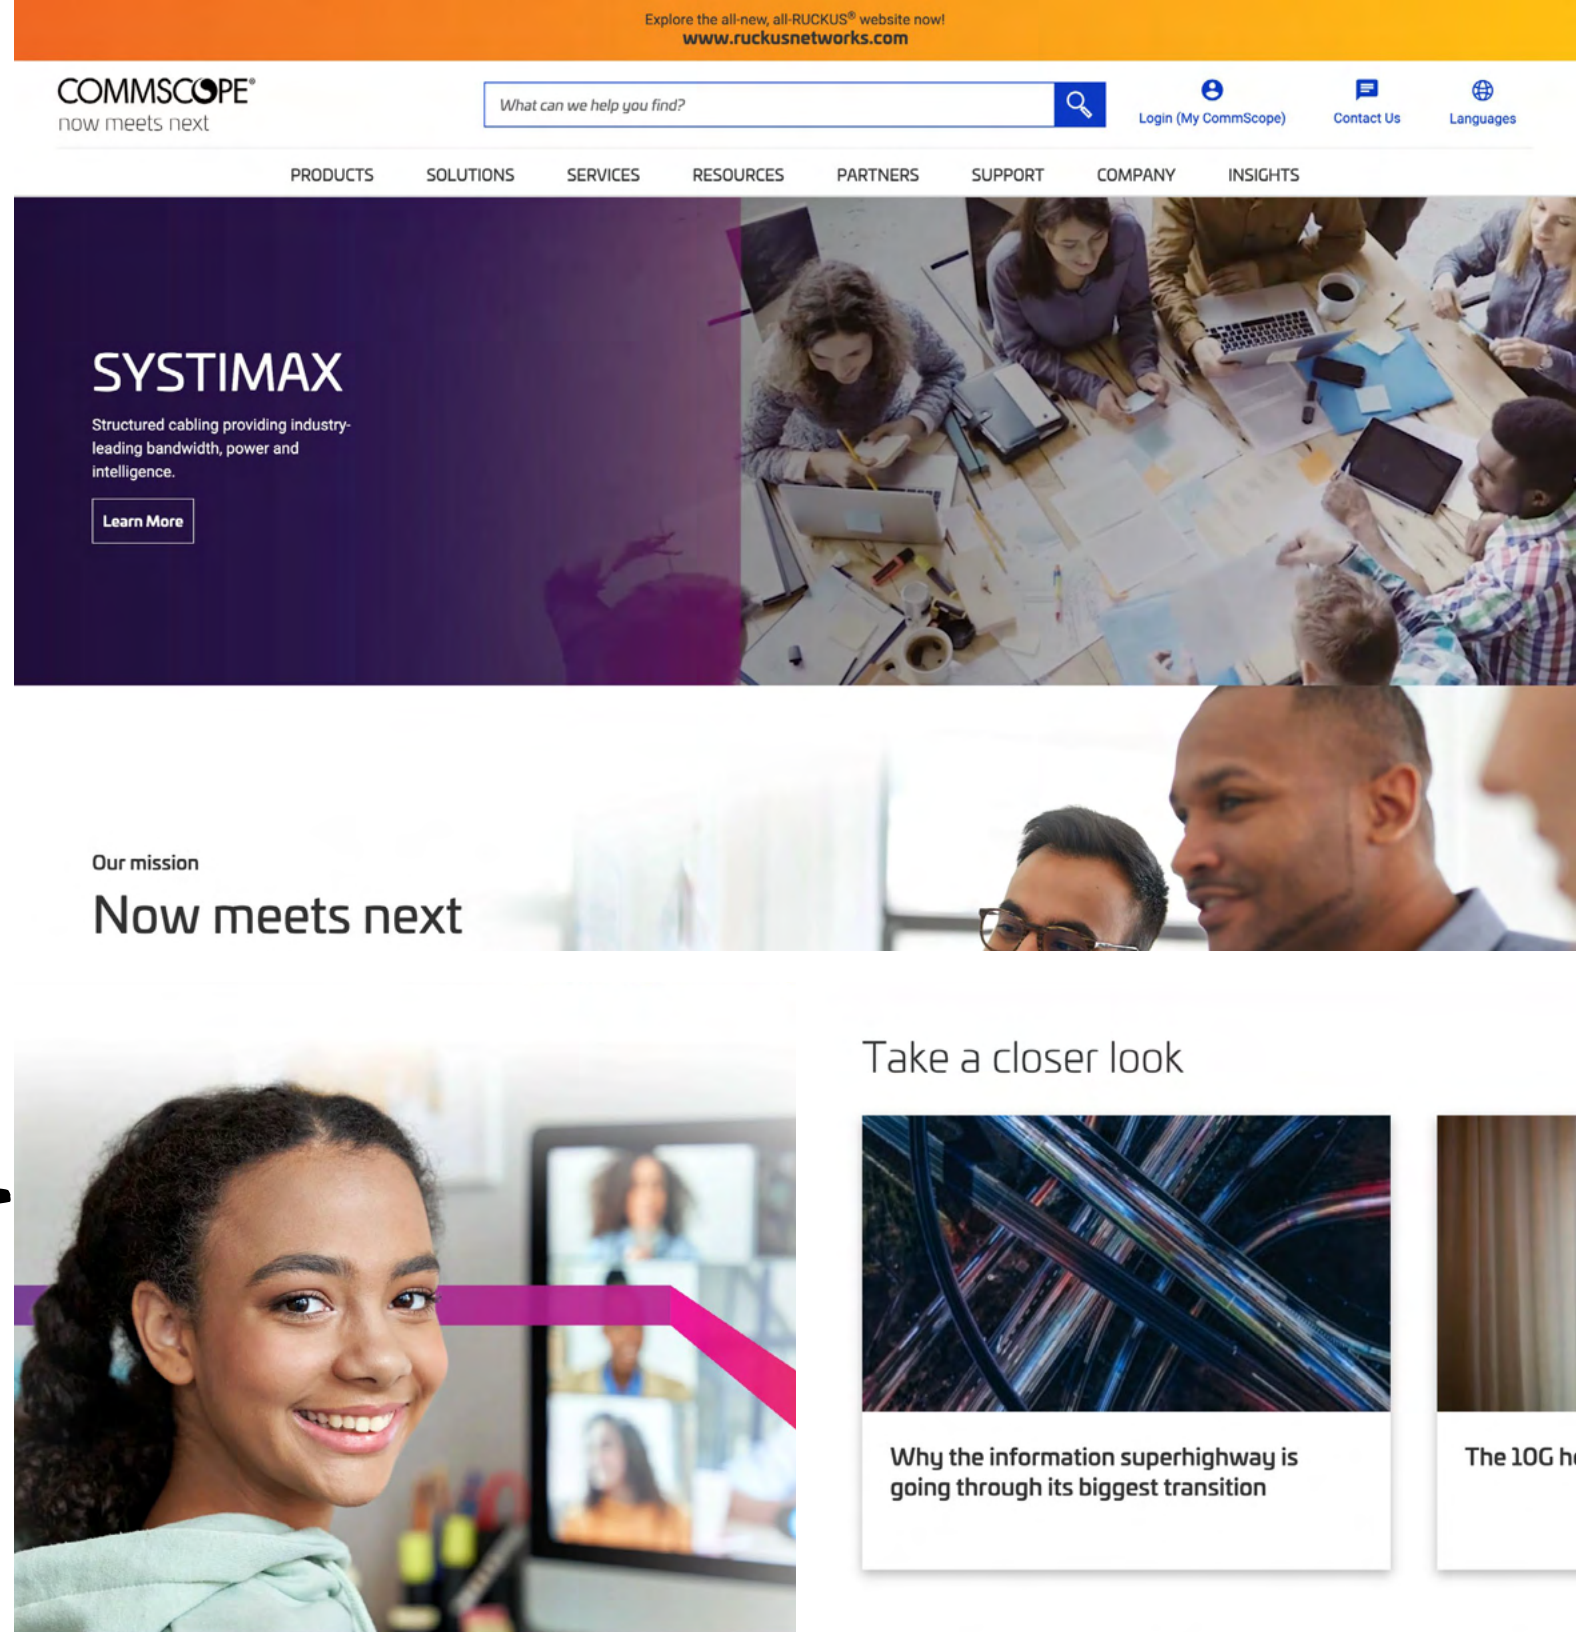 Explore the all-new, all-RUCKUS® website now!
www.ruckusnetworks.com
COMMSCOPE®
now meets next
What can we help you find?
Login (My CommScope)
Contact Us
Languages
PRODUCTS
SOLUTIONS
SERVICES
RESOURCES
PARTNERS
SUPPORT
COMPANY
INSIGHTS
SYSTIMAX
Structured cabling providing industry-
leading bandwidth, power and
intelligence.
Learn More
Our mission
Now meets next
Take a closer look
Why the information superhighway is
going through its biggest transition
The 10G